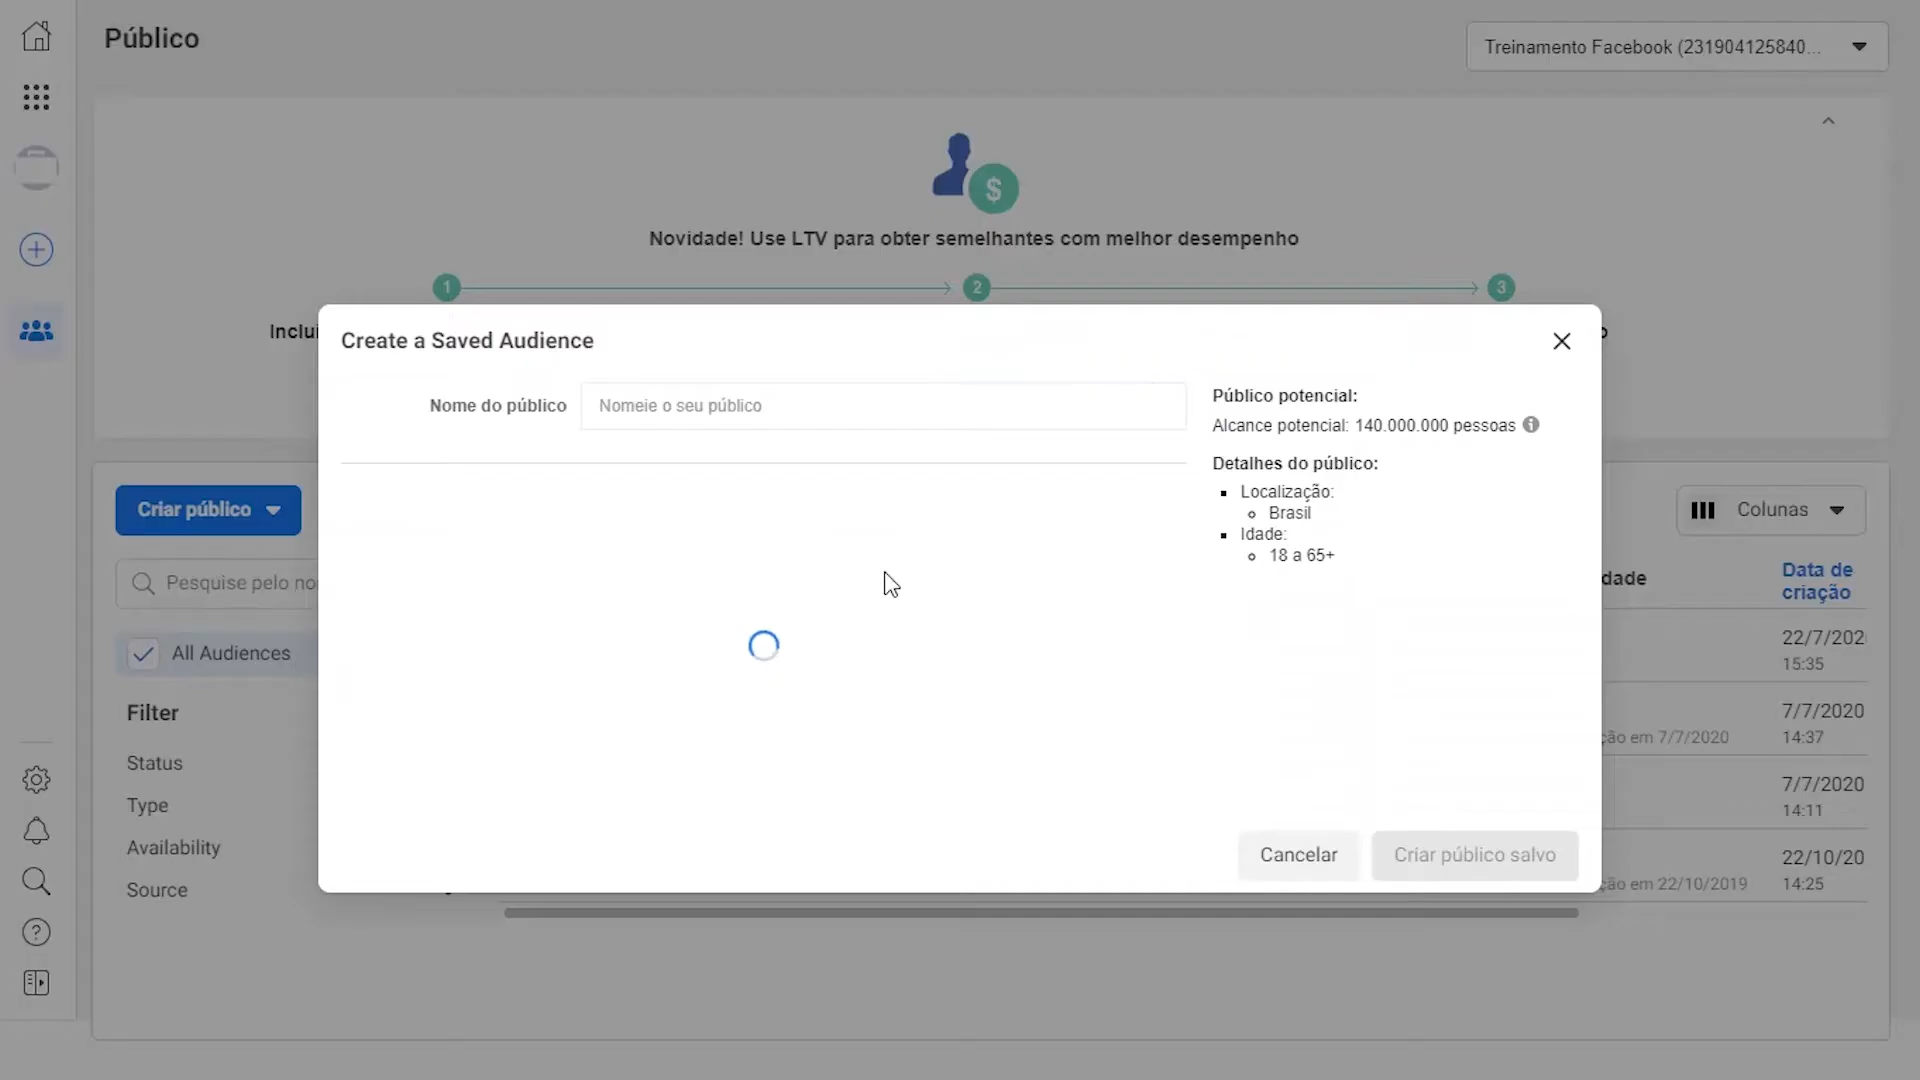 Público
Treinamento Facebook (231904125840...
$
Novidade! Use LTV para obter semelhantes com melhor desempenho
1 2 3
Inclui
Create a Saved Audience
Nome do público
Nomeie o seu público
Público potencial:
Alcance potencial: 140.000.000 pessoas
Detalhes do público:
Localização:
Brasil
Idade:
18 a 65+
Cancelar
Criar público salvo
Criar público
Pesquise pelo no
All Audiences
Filter
Status
Type
Availability
Source
Colunas
dade
Data de
criação
22/7/202
15:35
7/7/2020
ção em 7/7/2020
14:37
7/7/2020
14:11
22/10/20
ção em 22/10/2019
14:25